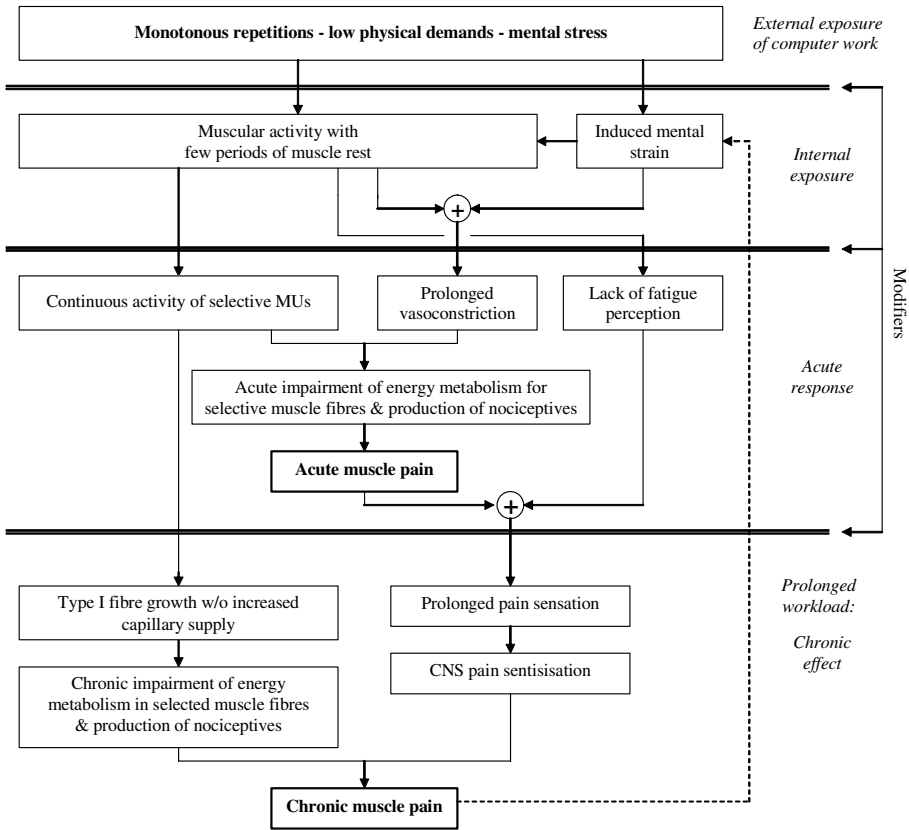 Monotonous repetitions - low physical demands - mental stress
External exposure
of computer work
Muscular activity with
few periods of muscle rest
Induced mental
strain
Internal
exposure
+
Continuous activity of selective MUs
Prolonged
vasoconstriction
Lack of fatigue
perception
Modifiers
Acute impairment of energy metabolism for
selective muscle fibres & production of nociceptives
Acute
response
Acute muscle pain
+
Type I fibre growth w/o increased
capillary supply
Prolonged pain sensation
Prolonged
workload:
Chronic
effect
Chronic impairment of energy
metabolism in selected muscle fibres
& production of nociceptives
CNS pain sentisisation
Chronic muscle pain